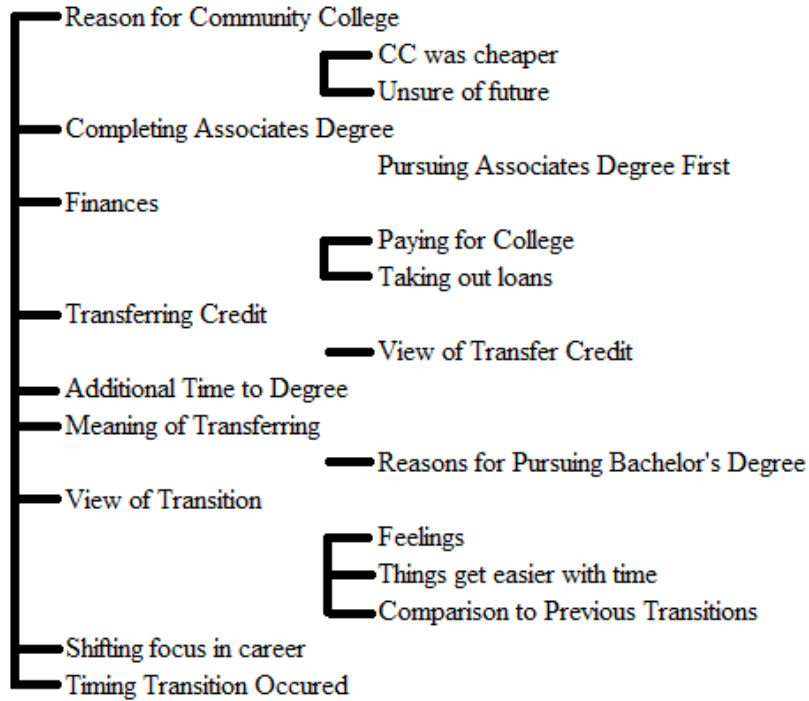 Reason for Community College
CC was cheaper
Unsure of future
Completing Associates Degree
Pursuing Associates Degree First
Finances
Paying for College
Taking out loans
Transferring Credit
View of Transfer Credit
Additional Time to Degree
Meaning of Transferring
Reasons for Pursuing Bachelor's Degree
View of Transition
Feelings
Things get easier with time
Comparison to Previous Transitions
Shifting focus in career
Timing Transition Occured